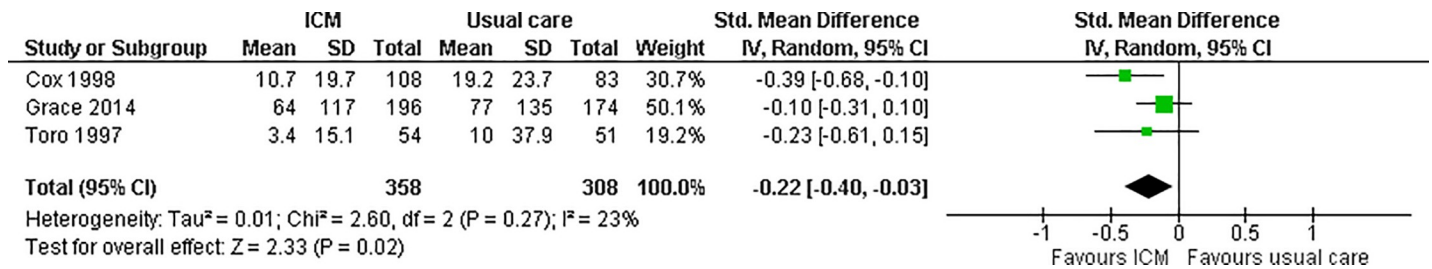 ICM Usual care Std. Mean Difference Std. Mean Difference
Study or Subgroup Mean SD Total Mean SD Total Weight IV, Random, 95% CI IV, Random, 95% CI
Cox 1998 10.7 19.7 108 19.2 23.7 83 30.7% -0.39 [-0.68, -0.10]
Grace 2014 64 117 196 77 135 174 50.1% -0.10 [-0.31, 0.10]
Toro 1997 3.4 15.1 54 10 37.9 51 19.2% -0.23 [-0.61, 0.15]
Total (95% CI) 358 308 100.0% -0.22 [-0.40, -0.03]
Heterogeneity: Tau² = 0.01; Chi² = 2.60, df = 2 (P = 0.27); I² = 23%
Test for overall effect: Z = 2.33 (P = 0.02)
-1 -0.5 0 0.5 1
Favours ICM Favours usual care